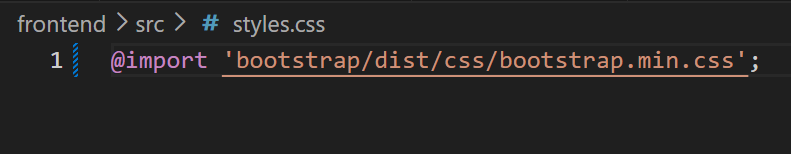 frontend > src > # styles.css
1 @import 'bootstrap/dist/css/bootstrap.min.css';